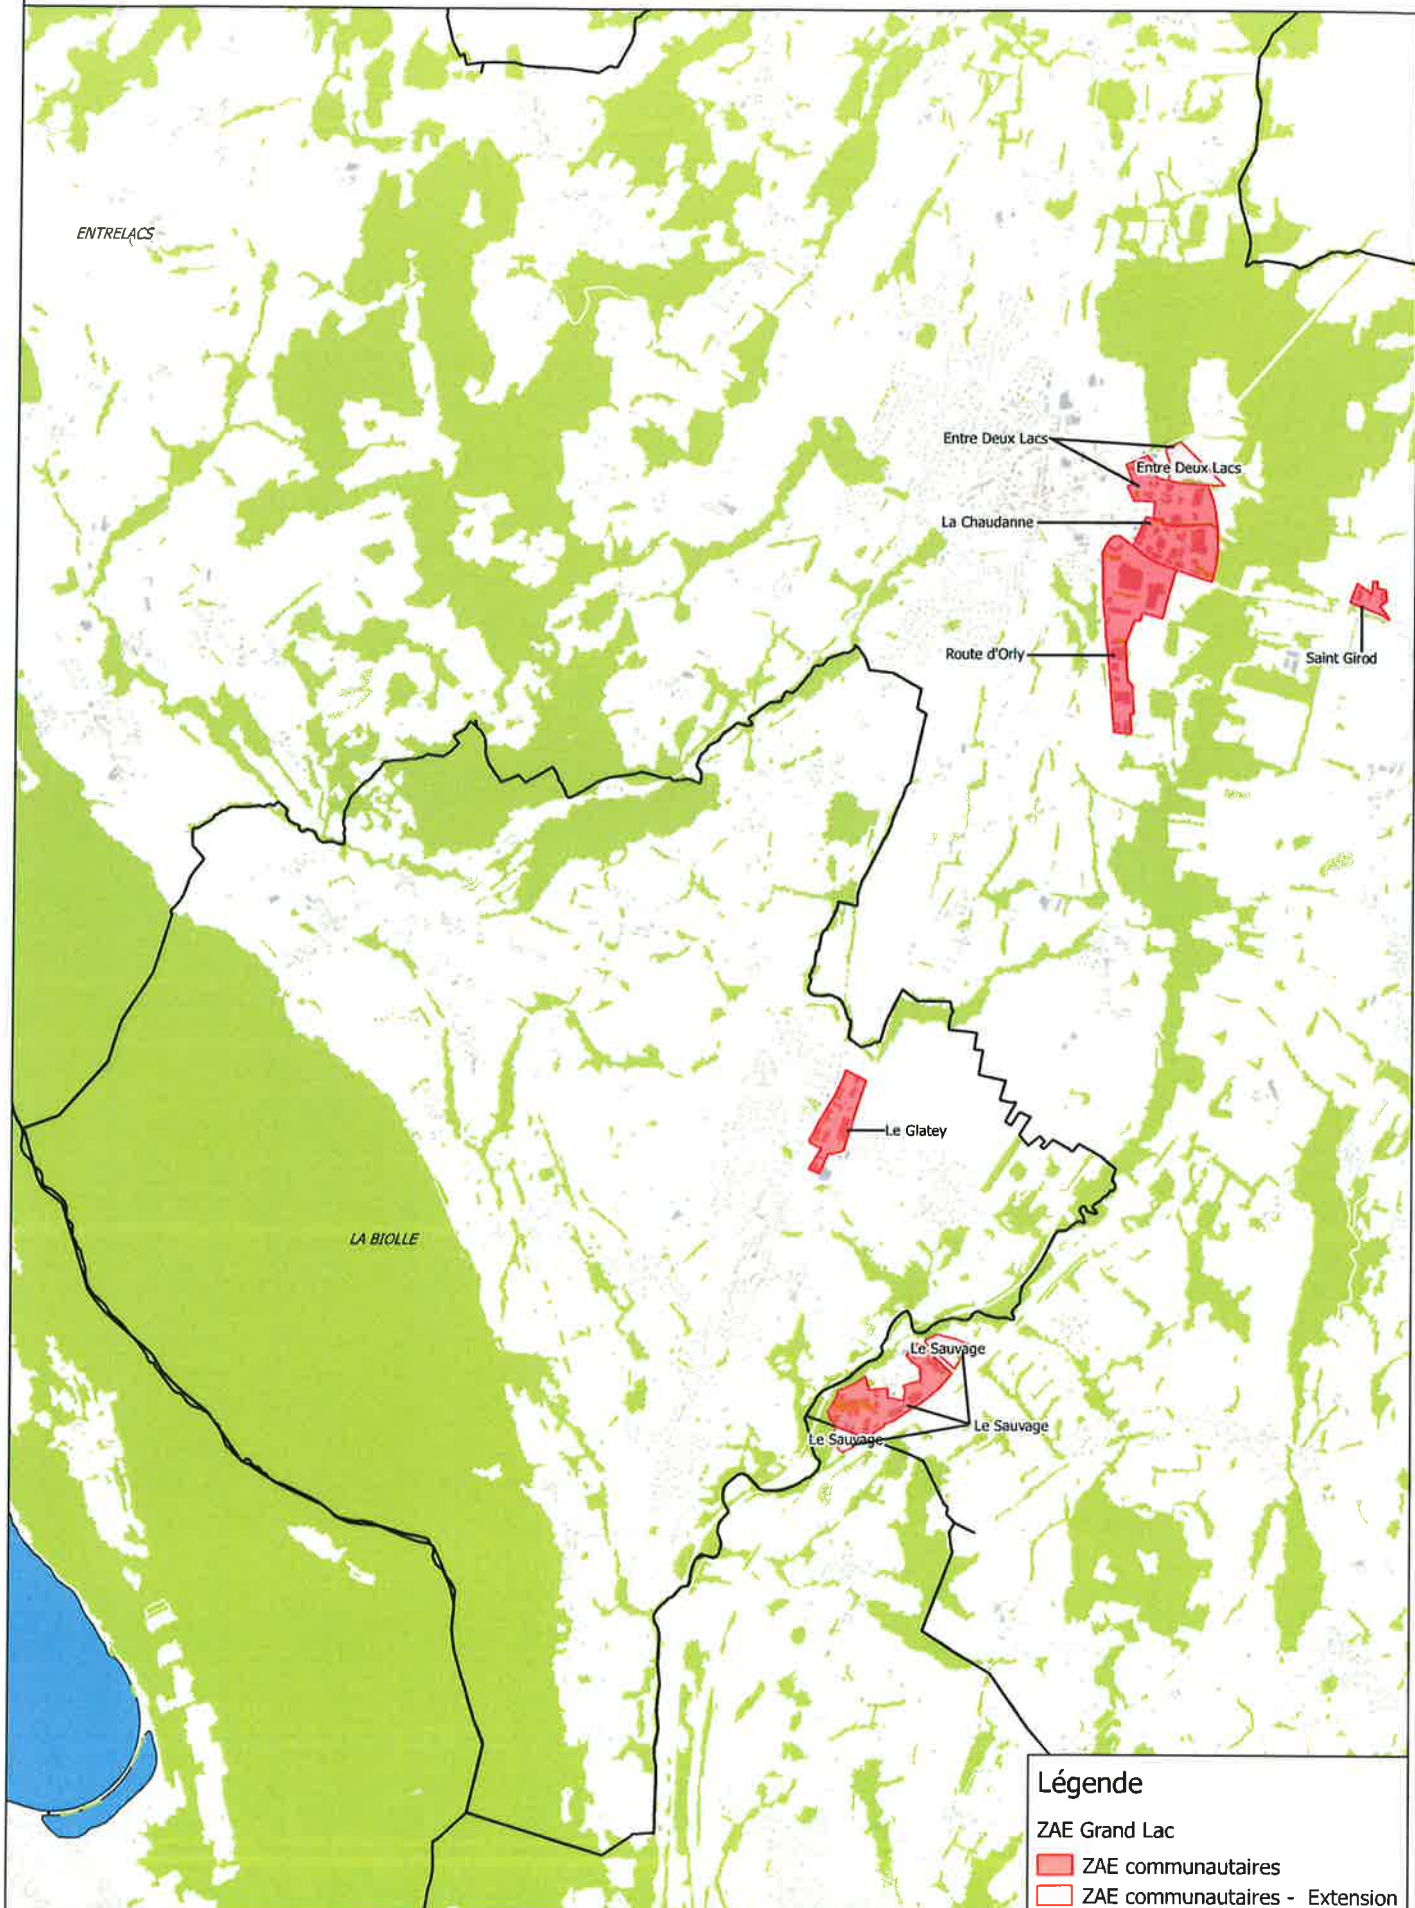 ENTRELACS
Entre Deux Lacs
Entre Deux Lacs
La Chaudanne
Route d'Orly
Saint Girod
Le Glatey
LA BIOLLE
Le Sauvage
Le Sauvage
Le Sauvage
Légende
ZAE Grand Lac
ZAE communautaires
ZAE communautaires - Extension